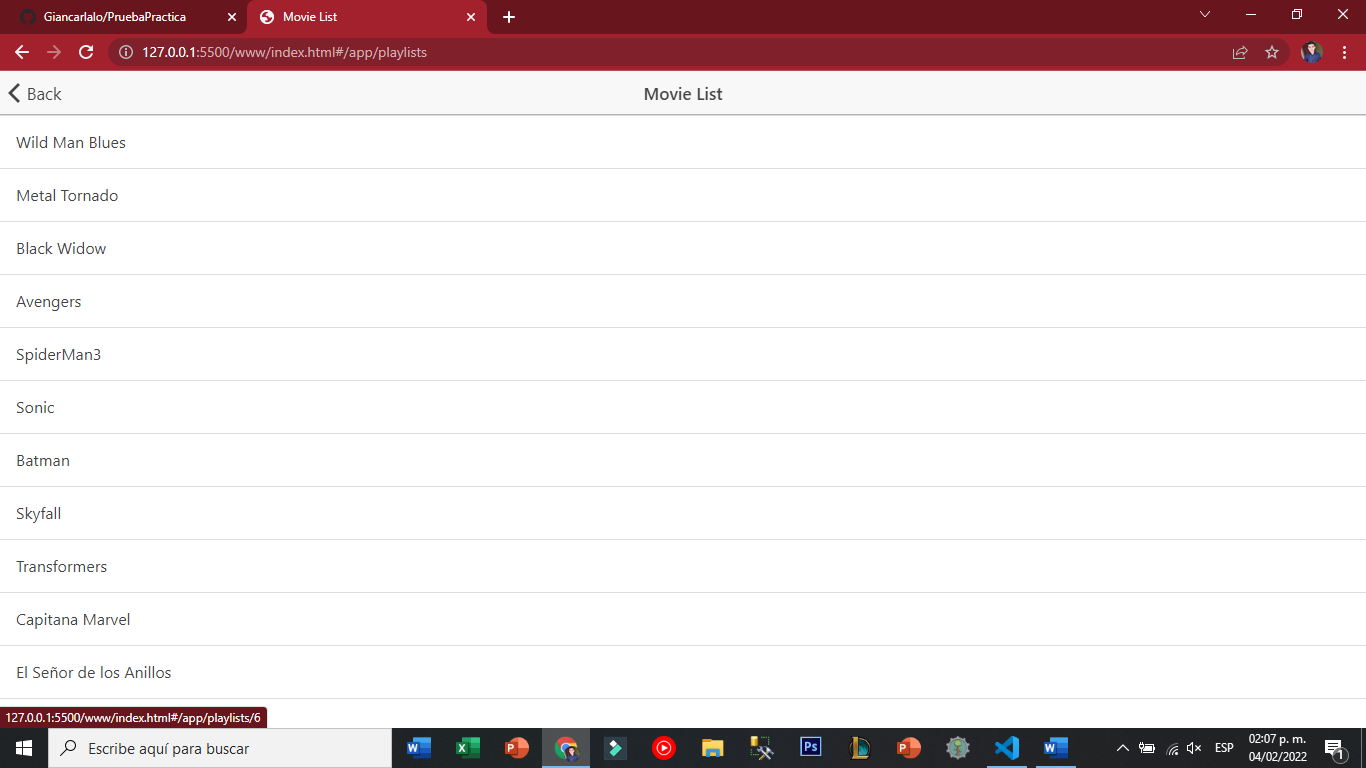 Giancarlalo/PruebaPractica
Movie List
127.0.0.1:5500/www/index.html#/app/playlists
Back
Movie List
Wild Man Blues
Metal Tornado
Black Widow
Avengers
SpiderMan3
Sonic
Batman
Skyfall
Transformers
Capitana Marvel
El Señor de los Anillos
127.0.0.1:5500/www/index.html#/app/playlists/6
Escribe aquí para buscar
W
X
P
Ps
P
W
ESP
02:07 p. m.
04/02/2022
1